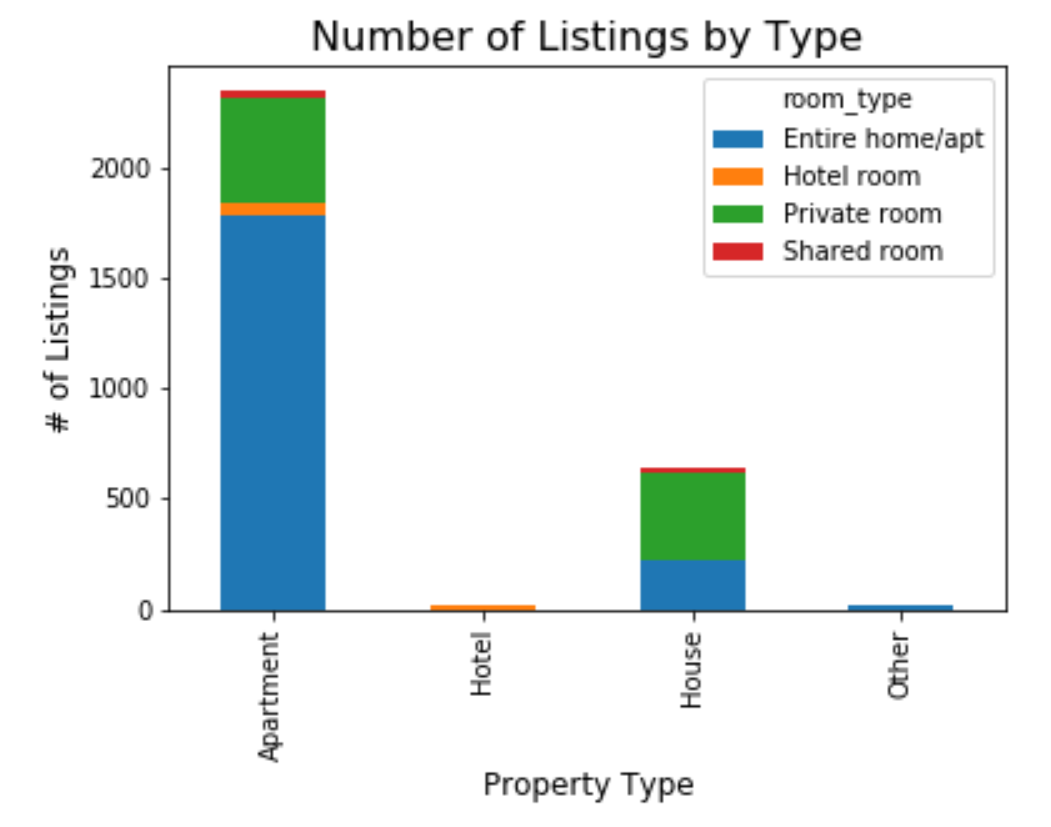 Number of Listings by Type
room_type
Entire home/apt
Hotel room
Private room
Shared room
# of Listings
2000
1500
1000
500
0
Apartment
Hotel
House
Other
Property Type